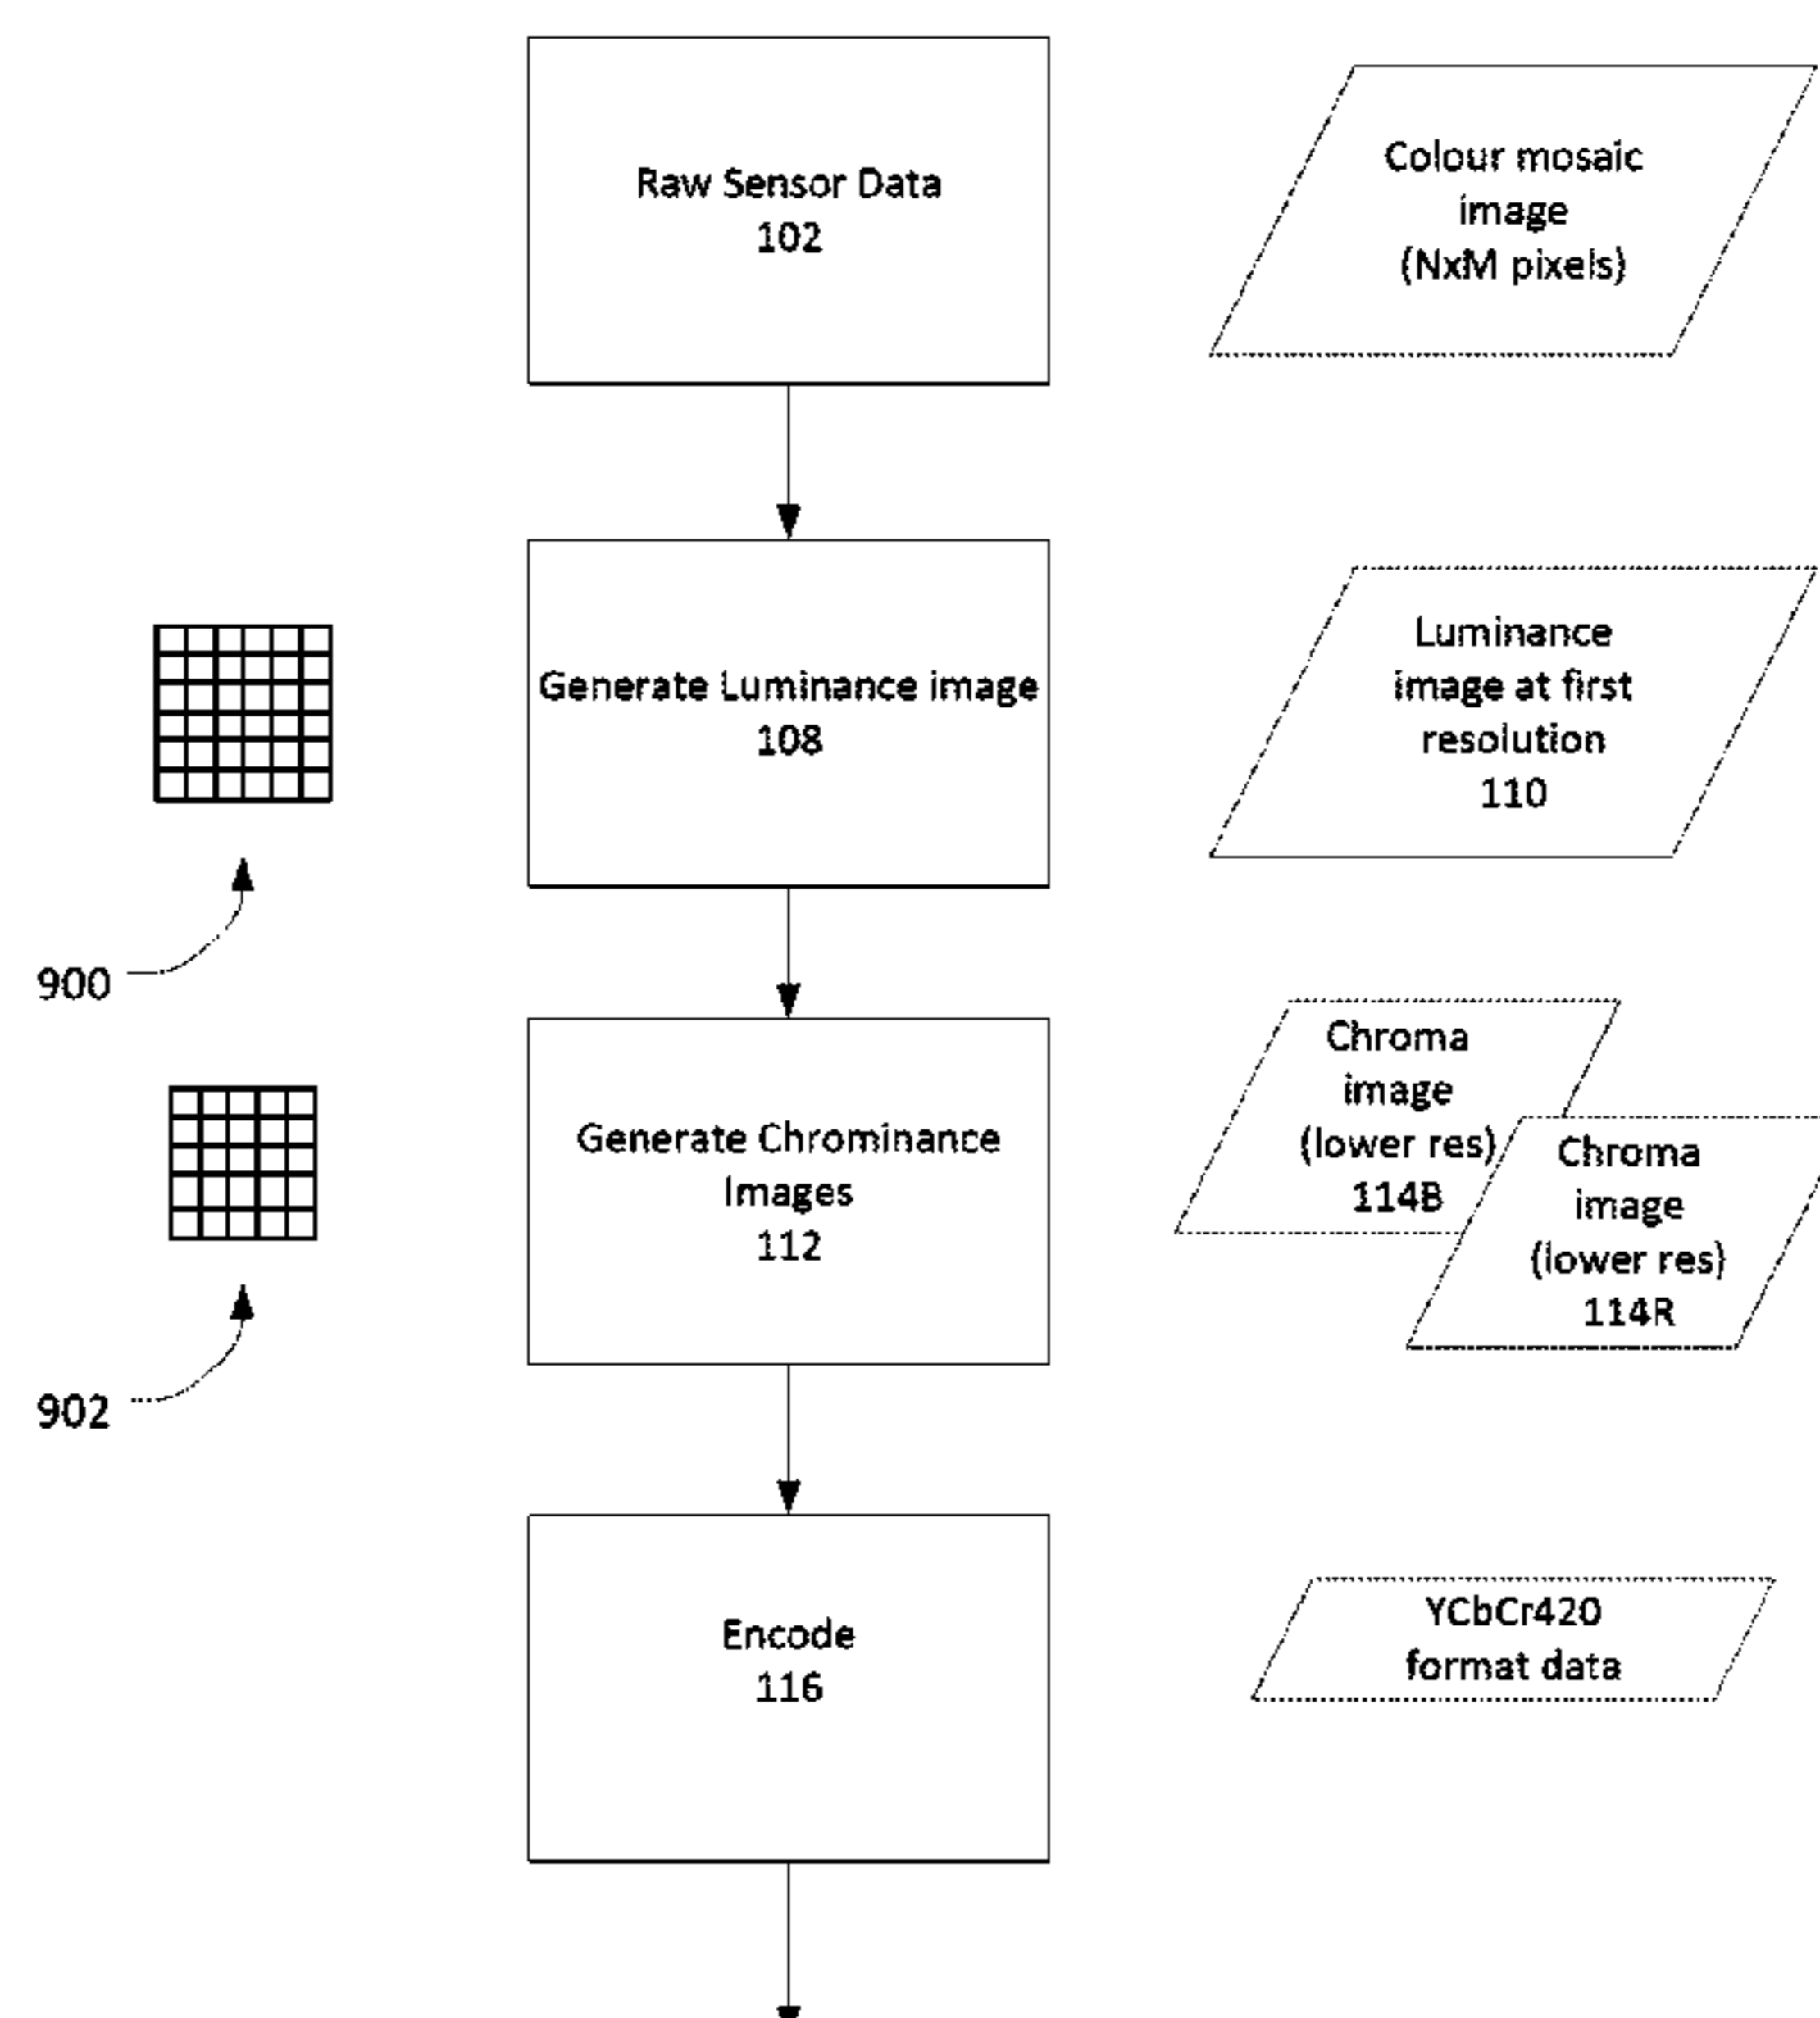 Raw Sensor Data
102
Colour mosaic
image
(NxM pixels)
Generate Luminance image
108
Luminance
image at first
resolution
110
900
Generate Chrominance
Images
112
Chroma
image
(lower res)
114B
Chroma
image
(lower res)
114R
902
Encode
116
YCbCr420
format data